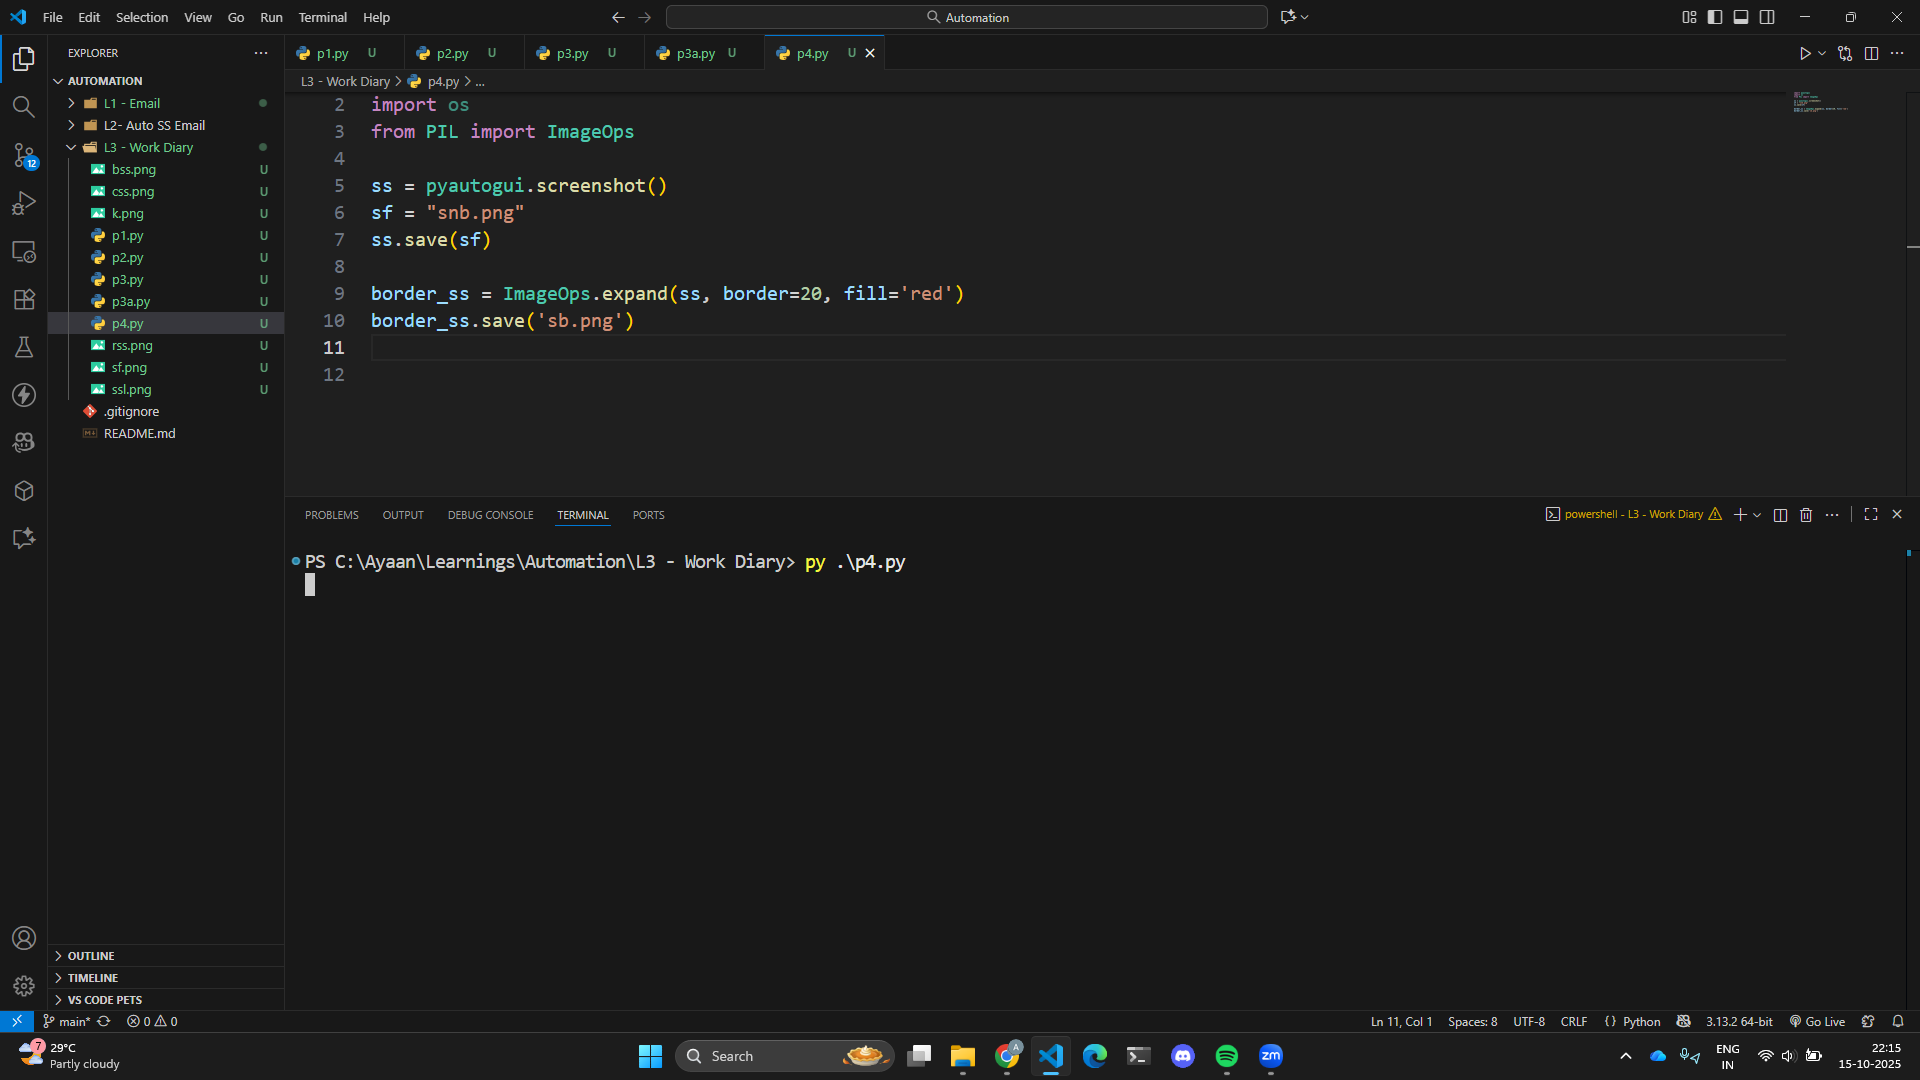 File Edit Selection View Go Run Terminal Help
Automation
EXPLORER
p1.py U
p2.py U
p3.py U
p3a.py U
p4.py U
AUTOMATION
L1 - Email
L2- Auto SS Email
L3 - Work Diary
bss.png U
css.png U
k.png U
p1.py U
p2.py U
p3.py U
p3a.py U
p4.py U
rss.png U
sf.png U
ssl.png U
.gitignore
README.md
OUTLINE
TIMELINE
VS CODE PETS
12
L3 - Work Diary > p4.py > ...
2 import os
3 from PIL import ImageOps
4
5 ss = pyautogui.screenshot()
6 sf = "snb.png"
7 ss.save(sf)
8
9 border_ss = ImageOps.expand(ss, border=20, fill='red')
10 border_ss.save('sb.png')
11
12
PROBLEMS OUTPUT DEBUG CONSOLE TERMINAL PORTS
powershell - L3 - Work Diary
PS C:\Ayaan\Learnings\Automation\L3 - Work Diary> py .\p4.py
main* 0 0
Ln 11, Col 1 Spaces: 8 UTF-8 CRLF {} Python 3.13.2 64-bit Go Live
7
29°C
Partly cloudy
Search
A
zm
ENG
IN
22:15
15-10-2025